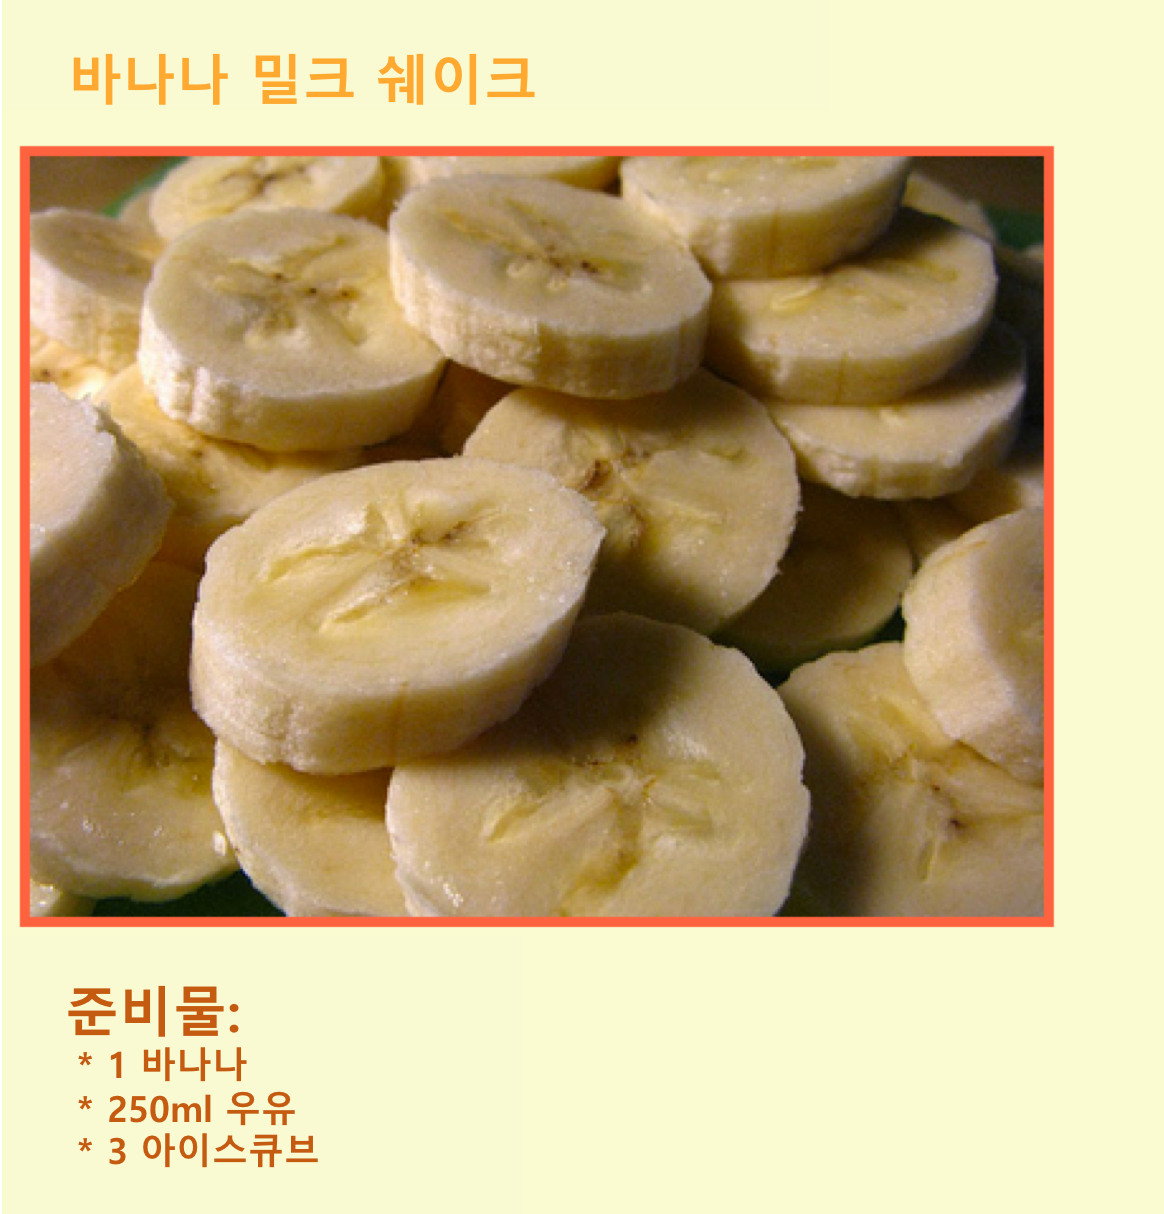 바나나 밀크 쉐이크
준비물:
* 1 바나나
* 250ml 우유
* 3 아이스큐브